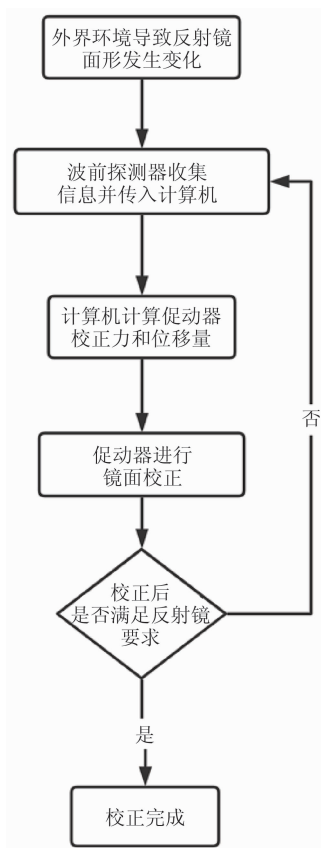 外界环境导致反射镜
面形发生变化
波前探测器收集
信息并传入计算机
计算机计算促动器
校正力和位移量
促动器进行
镜面校正
校正后
是否满足反射镜
要求
否
是
校正完成